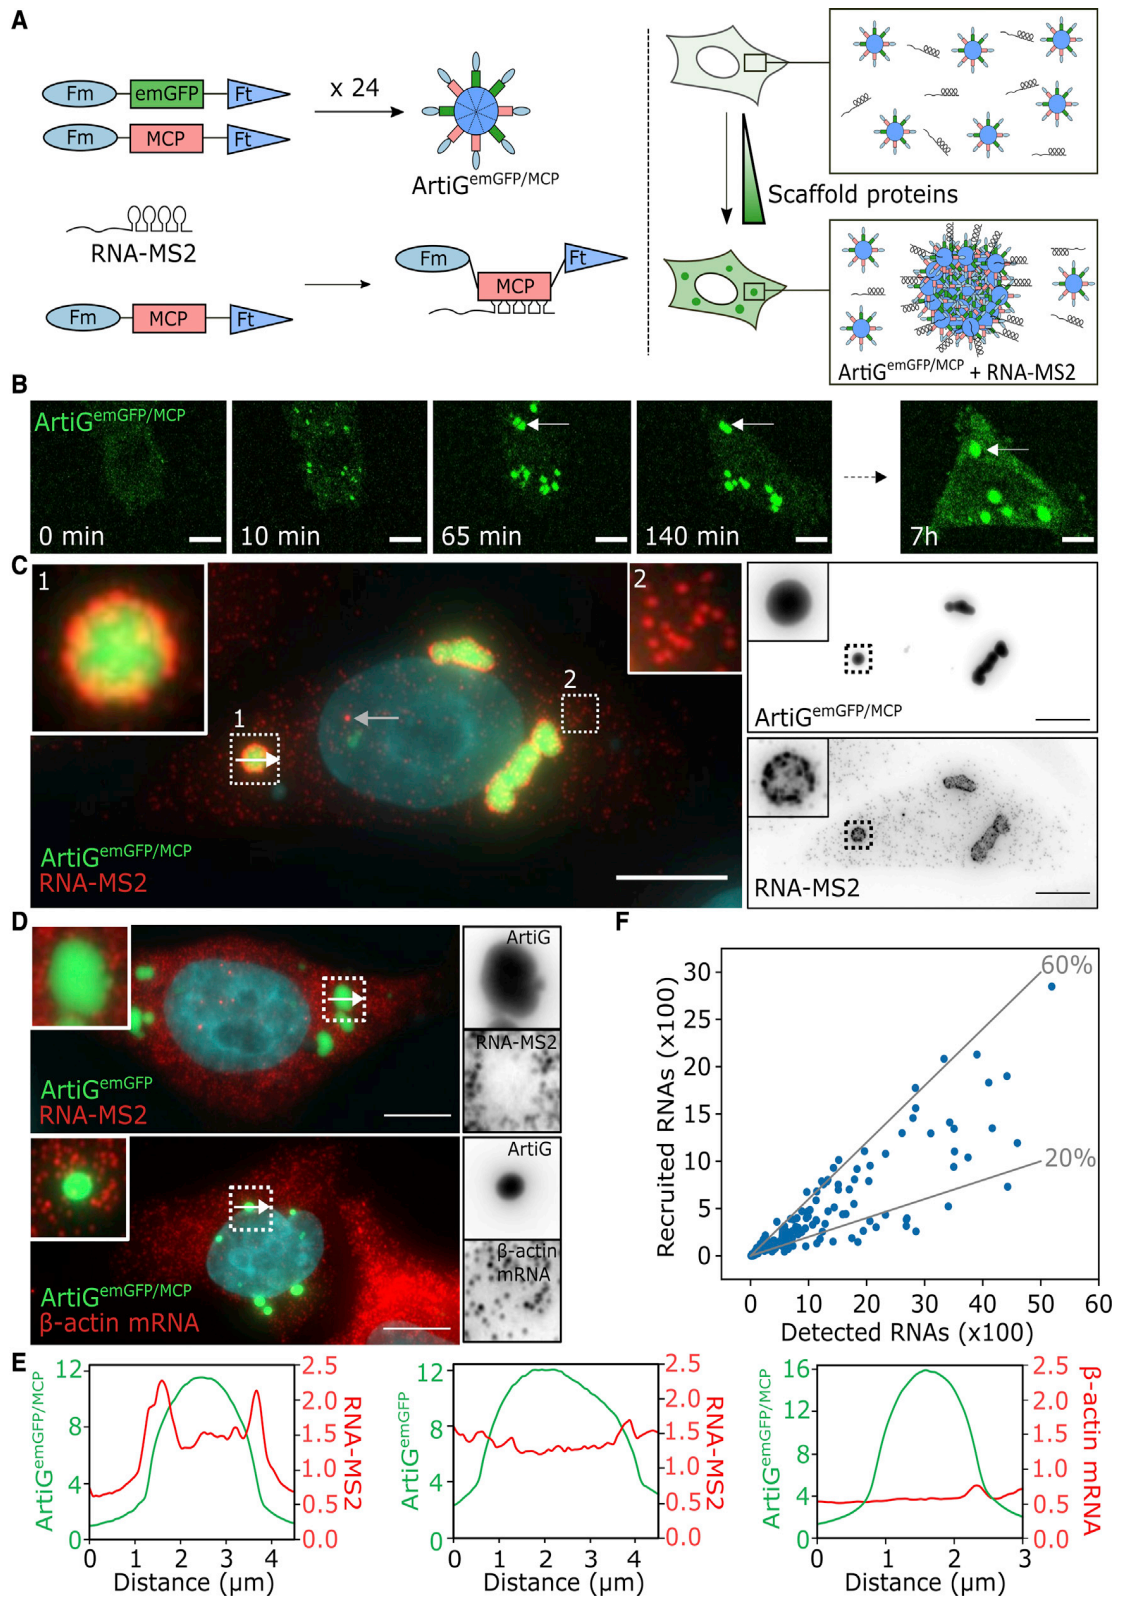 A
Fm
emGFP
Ft
Fm
MCP
Ft
x 24
ArtiG^emGFP/MCP
RNA-MS2
Fm
MCP
Ft
Fm
MCP
Ft
Scaffold proteins
ArtiG^emGFP/MCP + RNA-MS2
B
ArtiG^emGFP/MCP
0 min
10 min
65 min
140 min
7h
C
1
2
1
2
ArtiG^emGFP/MCP
RNA-MS2
ArtiG^emGFP/MCP
RNA-MS2
D
ArtiG^emGFP
RNA-MS2
ArtiG
RNA-MS2
ArtiG^emGFP/MCP
β-actin mRNA
ArtiG
β-actin
mRNA
F
Recruited RNAs (x100)
30
20
15
10
5
0
60%
20%
0 10 20 30 40 50 60
Detected RNAs (x100)
E
ArtiG^emGFP/MCP
12
8
4
0
2.5
2.0
1.5
1.0
0.5
0.0
RNA-MS2
0 1 2 3 4
Distance (μm)
ArtiG^emGFP
12
8
4
0
2.5
2.0
1.5
1.0
0.5
0.0
RNA-MS2
0 1 2 3 4
Distance (μm)
ArtiG^emGFP/MCP
16
12
8
4
0
2.5
2.0
1.5
1.0
0.5
0.0
β-actin mRNA
0 1 2 3
Distance (μm)